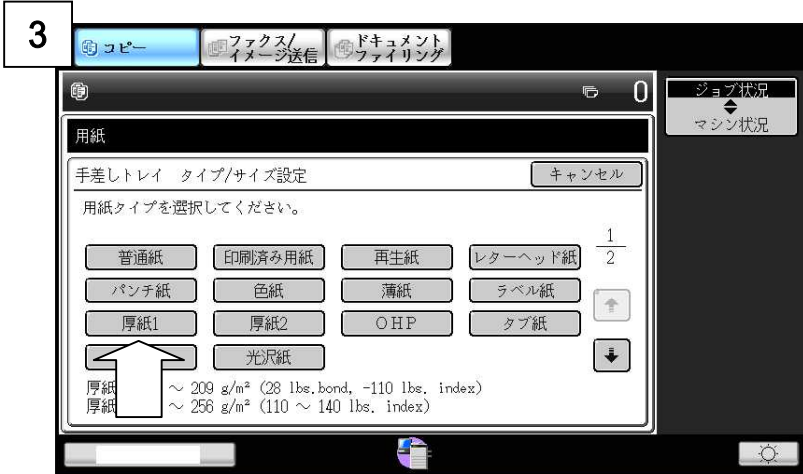 3
コピー
ファクス/
イメージ送信
ドキュメント
ファイリング
0
ジョブ状況
マシン状況
用紙
手差しトレイ タイプ/サイズ設定
キャンセル
用紙タイプを選択してください。
1
2
普通紙 印刷済み用紙 再生紙 レターヘッド紙
パンチ紙 色紙 薄紙 ラベル紙
厚紙1 厚紙2 OHP タブ紙
光沢紙
厚紙 ～ 209 g/m² (28 lbs.bond, -110 lbs. index)
厚紙 ～ 256 g/m² (110 ～ 140 lbs. index)